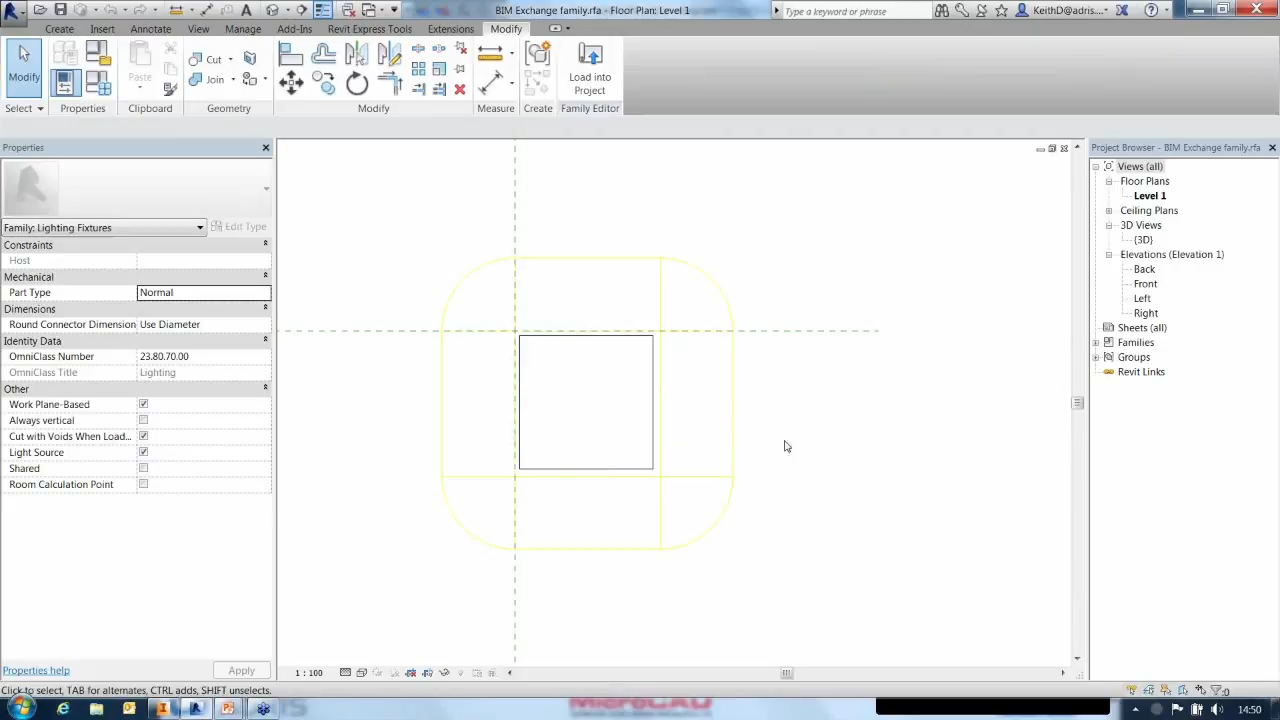 BIM Exchange family.rfa - Floor Plan: Level 1
Type a keyword or phrase
KeithD@adris...
Create Insert Annotate View Manage Add-Ins Revit Express Tools Extensions Modify
Modify Paste Cut Join Load into Project
Select Properties Clipboard Geometry Modify Measure Create Family Editor
Properties
Family: Lighting Fixtures Edit Type
Constraints
Host
Mechanical
Part Type Normal
Dimensions
Round Connector Dimension Use Diameter
Identity Data
OmniClass Number 23.80.70.00
OmniClass Title Lighting
Other
Work Plane-Based
Always vertical
Cut with Voids When Load...
Light Source
Shared
Room Calculation Point
Properties help Apply
1 : 100
Project Browser - BIM Exchange family.rfa
Views (all)
Floor Plans
Level 1
Ceiling Plans
3D Views
{3D}
Elevations (Elevation 1)
Back
Front
Left
Right
Sheets (all)
Families
Groups
Revit Links
Click to select, TAB for alternates, CTRL adds, SHIFT unselects.
:0
14:50